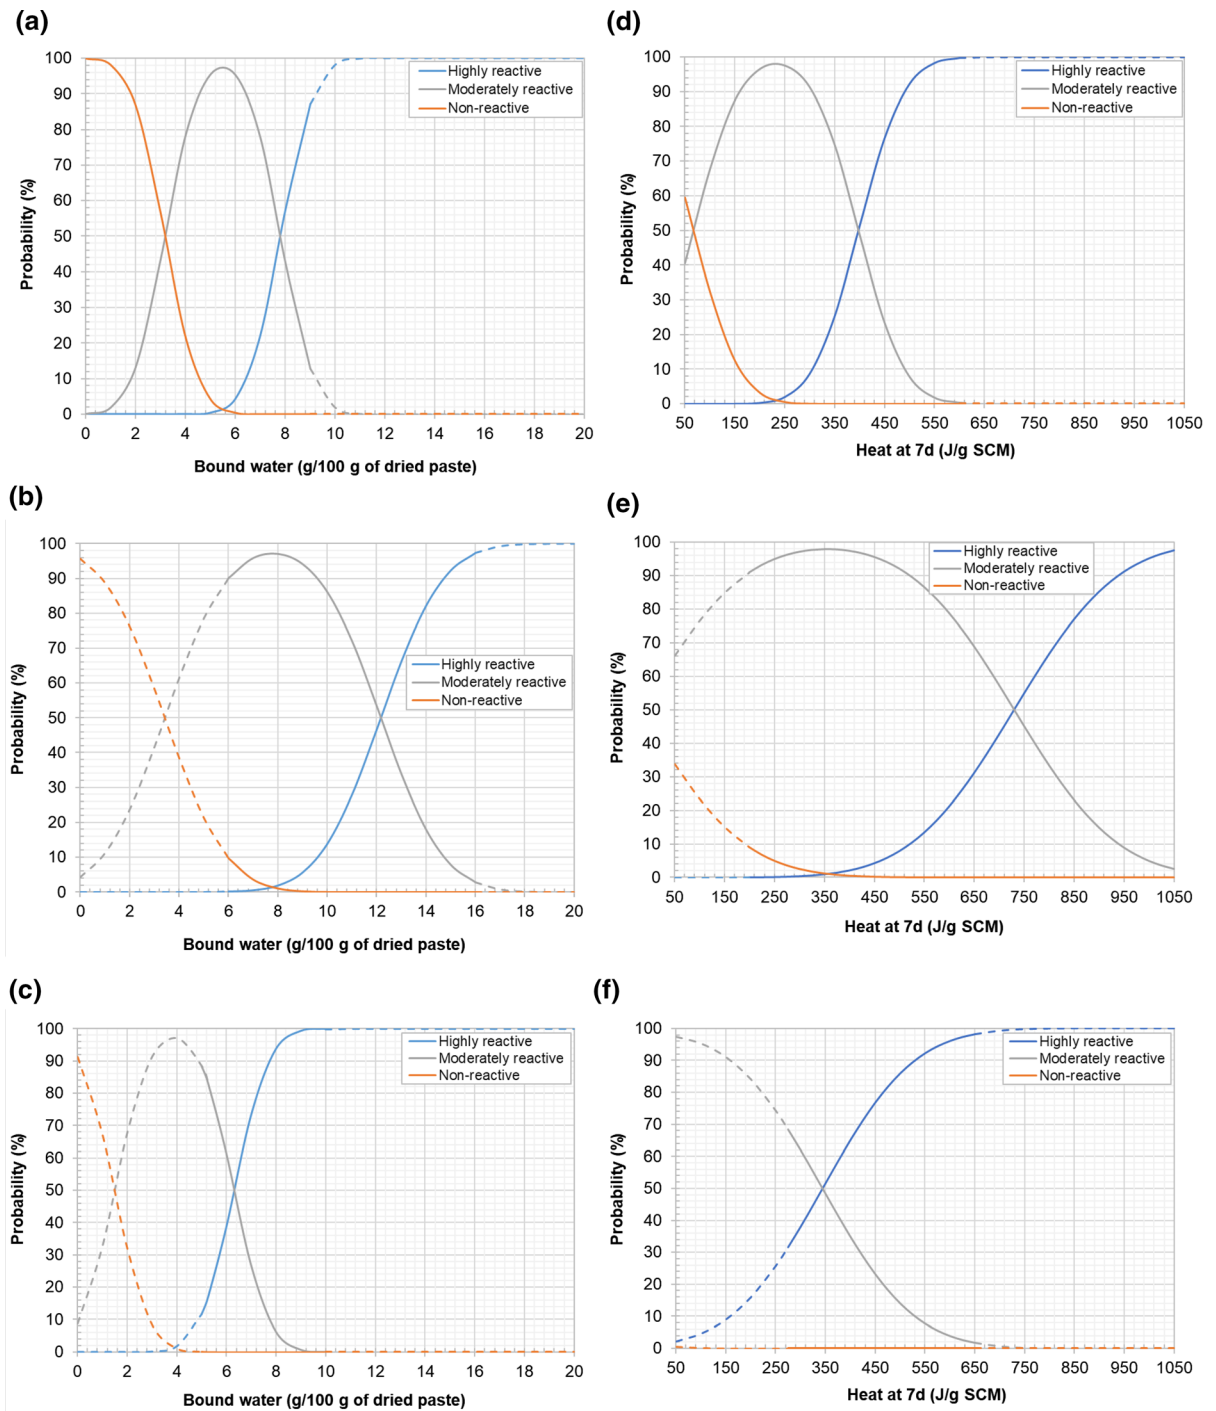 (a)
100
90
80
70
60
50
40
30
20
10
0
Probability (%)
Highly reactive
Moderately reactive
Non-reactive
0 2 4 6 8 10 12 14 16 18 20
Bound water (g/100 g of dried paste)
(d)
100
90
80
70
60
50
40
30
20
10
0
Probability (%)
Highly reactive
Moderately reactive
Non-reactive
50 150 250 350 450 550 650 750 850 950 1050
Heat at 7d (J/g SCM)
(b)
100
90
80
70
60
50
40
30
20
10
0
Probability (%)
Highly reactive
Moderately reactive
Non-reactive
0 2 4 6 8 10 12 14 16 18 20
Bound water (g/100 g of dried paste)
(e)
100
90
80
70
60
50
40
30
20
10
0
Probability (%)
Highly reactive
Moderately reactive
Non-reactive
50 150 250 350 450 550 650 750 850 950 1050
Heat at 7d (J/g SCM)
(c)
100
90
80
70
60
50
40
30
20
10
0
Probability (%)
Highly reactive
Moderately reactive
Non-reactive
0 2 4 6 8 10 12 14 16 18 20
Bound water (g/100 g of dried paste)
(f)
100
90
80
70
60
50
40
30
20
10
0
Probability (%)
Highly reactive
Moderately reactive
Non-reactive
50 150 250 350 450 550 650 750 850 950 1050
Heat at 7d (J/g SCM)